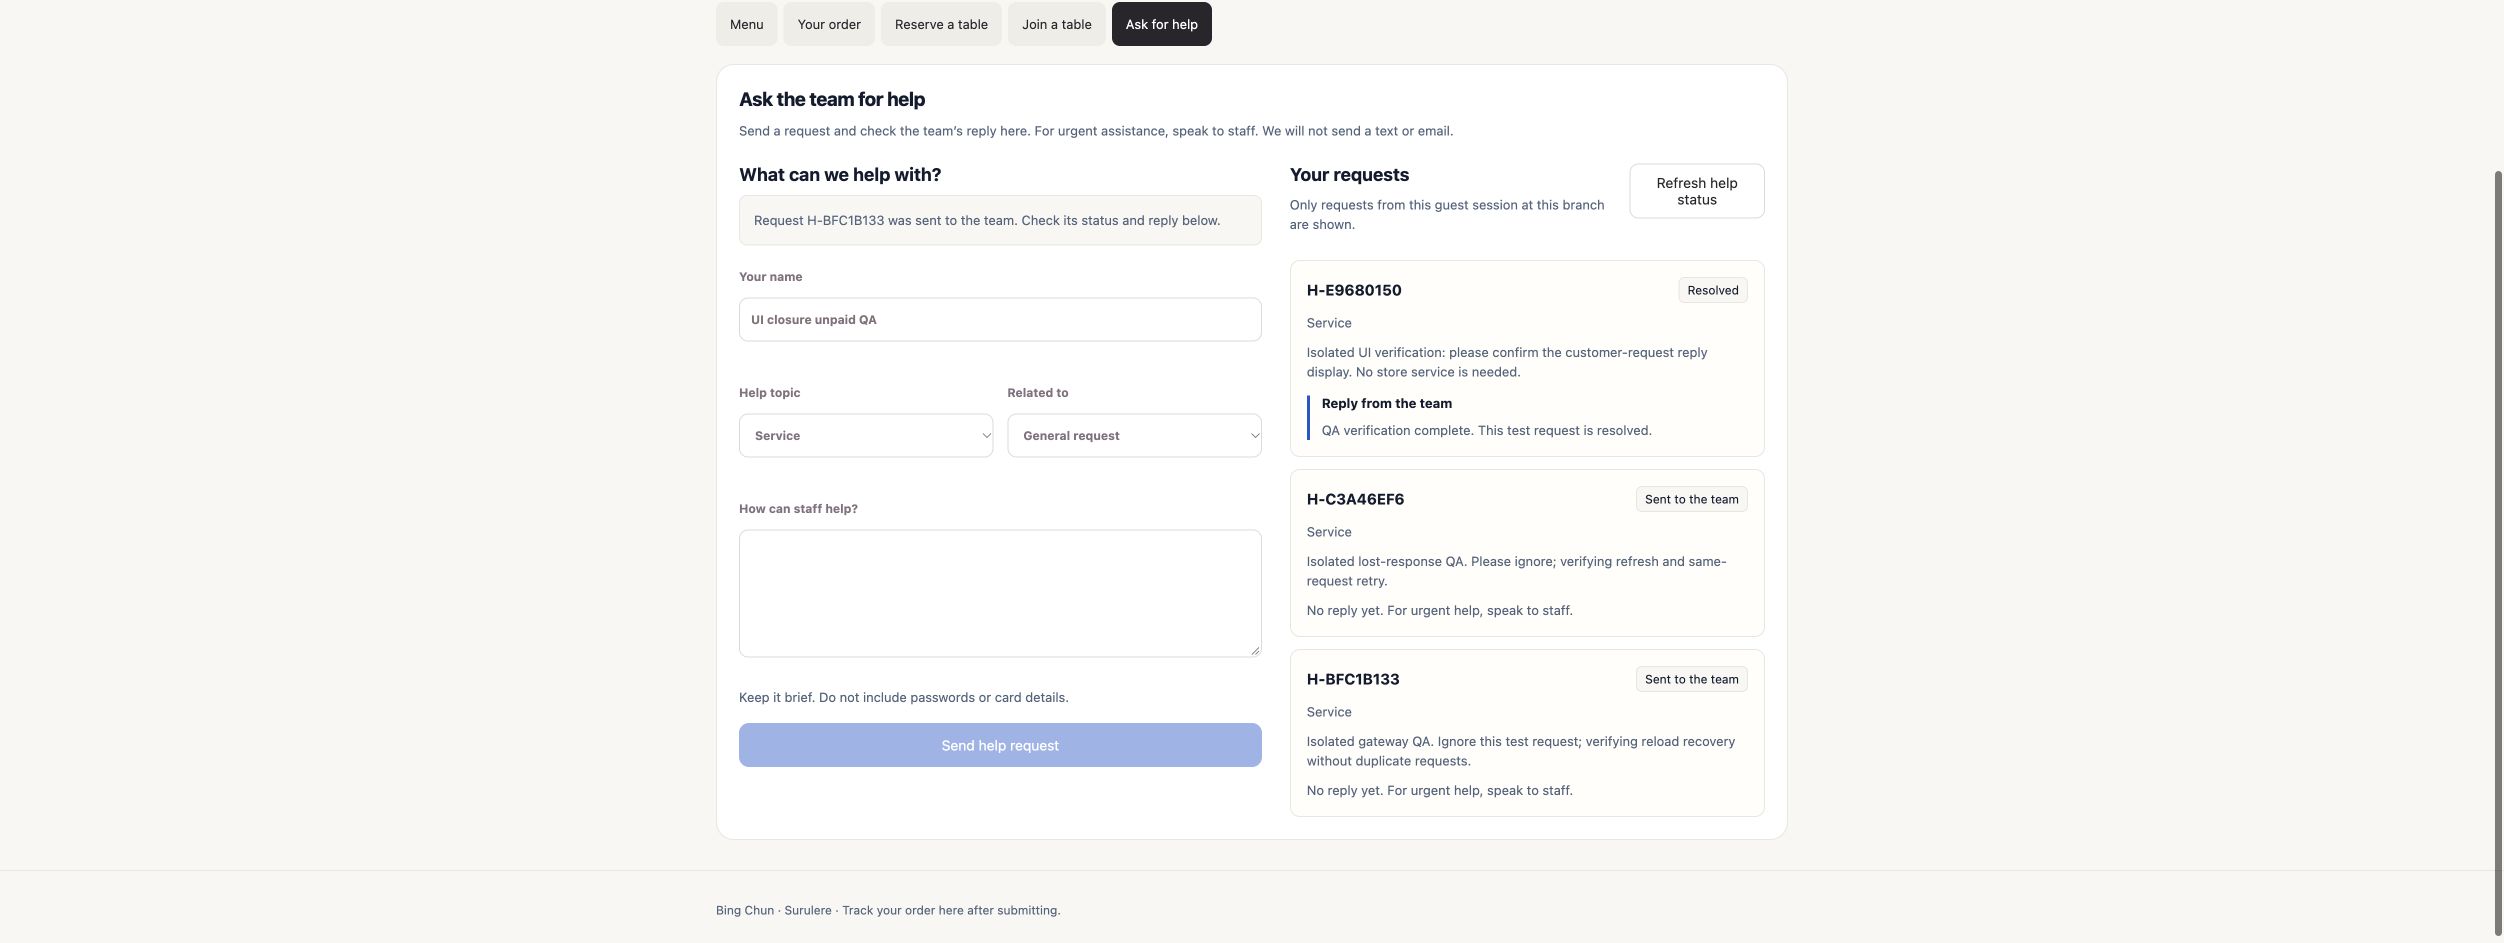 Menu
Your order
Reserve a table
Join a table
Ask for help
Ask the team for help
Send a request and check the team’s reply here. For urgent assistance, speak to staff. We will not send a text or email.
What can we help with?
Request H-BFC1B133 was sent to the team. Check its status and reply below.
Your name
UI closure unpaid QA
Help topic
Related to
Service
General request
How can staff help?
Keep it brief. Do not include passwords or card details.
Send help request
Your requests
Only requests from this guest session at this branch
are shown.
Refresh help
status
H-E9680150
Resolved
Service
Isolated UI verification: please confirm the customer-request reply
display. No store service is needed.
Reply from the team
QA verification complete. This test request is resolved.
H-C3A46EF6
Sent to the team
Service
Isolated lost-response QA. Please ignore; verifying refresh and same-
request retry.
No reply yet. For urgent help, speak to staff.
H-BFC1B133
Sent to the team
Service
Isolated gateway QA. Ignore this test request; verifying reload recovery
without duplicate requests.
No reply yet. For urgent help, speak to staff.
Bing Chun · Surulere · Track your order here after submitting.